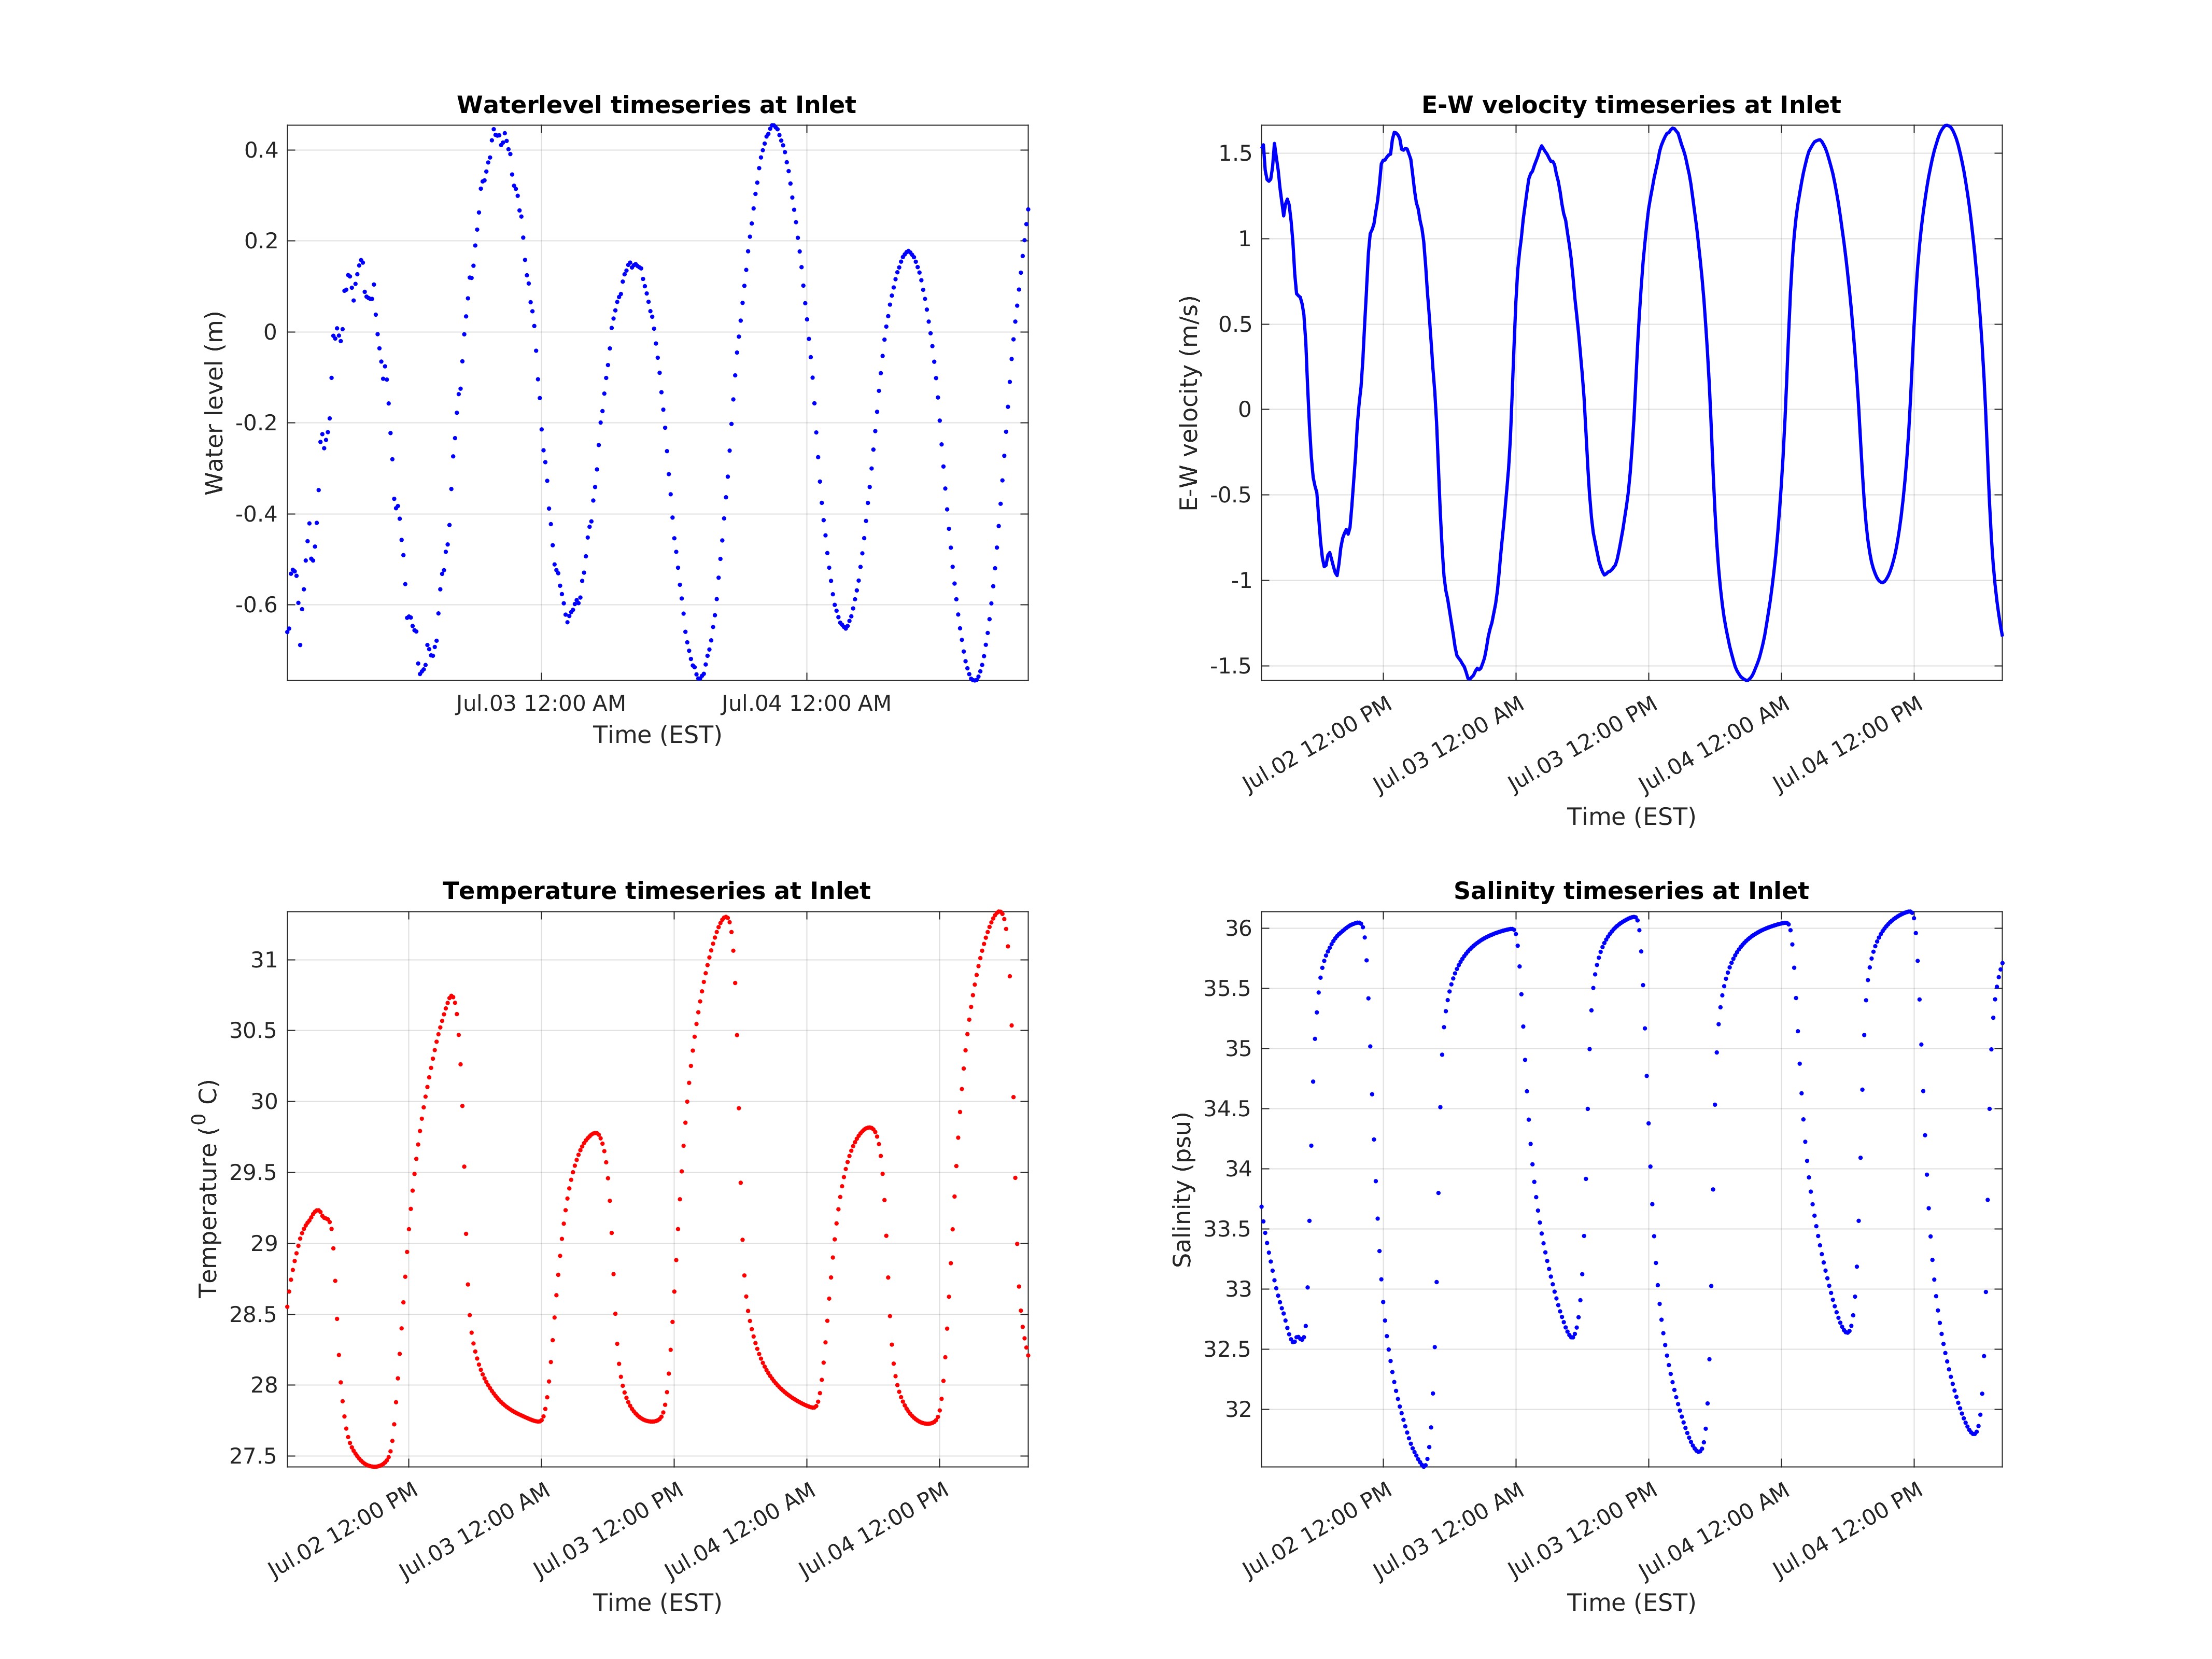 Waterlevel timeseries at Inlet
0.4
0.2
0
-0.2
-0.4
-0.6
Water level (m)
Jul.03 12:00 AM
Jul.04 12:00 AM
Time (EST)
E-W velocity timeseries at Inlet
1.5
1
0.5
0
-0.5
-1
-1.5
E-W velocity (m/s)
Jul.02 12:00 PM
Jul.03 12:00 AM
Jul.03 12:00 PM
Jul.04 12:00 AM
Jul.04 12:00 PM
Time (EST)
Temperature timeseries at Inlet
31
30.5
30
29.5
29
28.5
28
27.5
Temperature (⁰ C)
Jul.02 12:00 PM
Jul.03 12:00 AM
Jul.03 12:00 PM
Jul.04 12:00 AM
Jul.04 12:00 PM
Time (EST)
Salinity timeseries at Inlet
36
35.5
35
34.5
34
33.5
33
32.5
32
Salinity (psu)
Jul.02 12:00 PM
Jul.03 12:00 AM
Jul.03 12:00 PM
Jul.04 12:00 AM
Jul.04 12:00 PM
Time (EST)